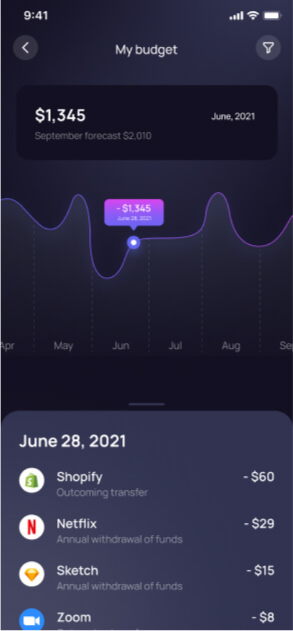 9:41
My budget
$1,345
June, 2021
September forecast $2,010
- $1,345
June 28, 2021
Apr
May
Jun
Jul
Aug
Se
June 28, 2021
Shopify
- $60
Outcoming transfer
Netflix
- $29
Annual withdrawal of funds
Sketch
- $15
Annual withdrawal of funds
Zoom
- $8